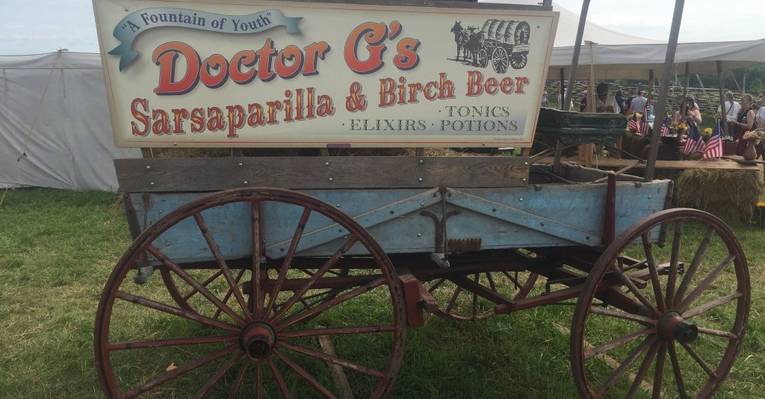 "A Fountain of Youth"
Doctor G's
Sarsaparilla & Birch Beer
· TONICS
· ELIXIRS · POTIONS